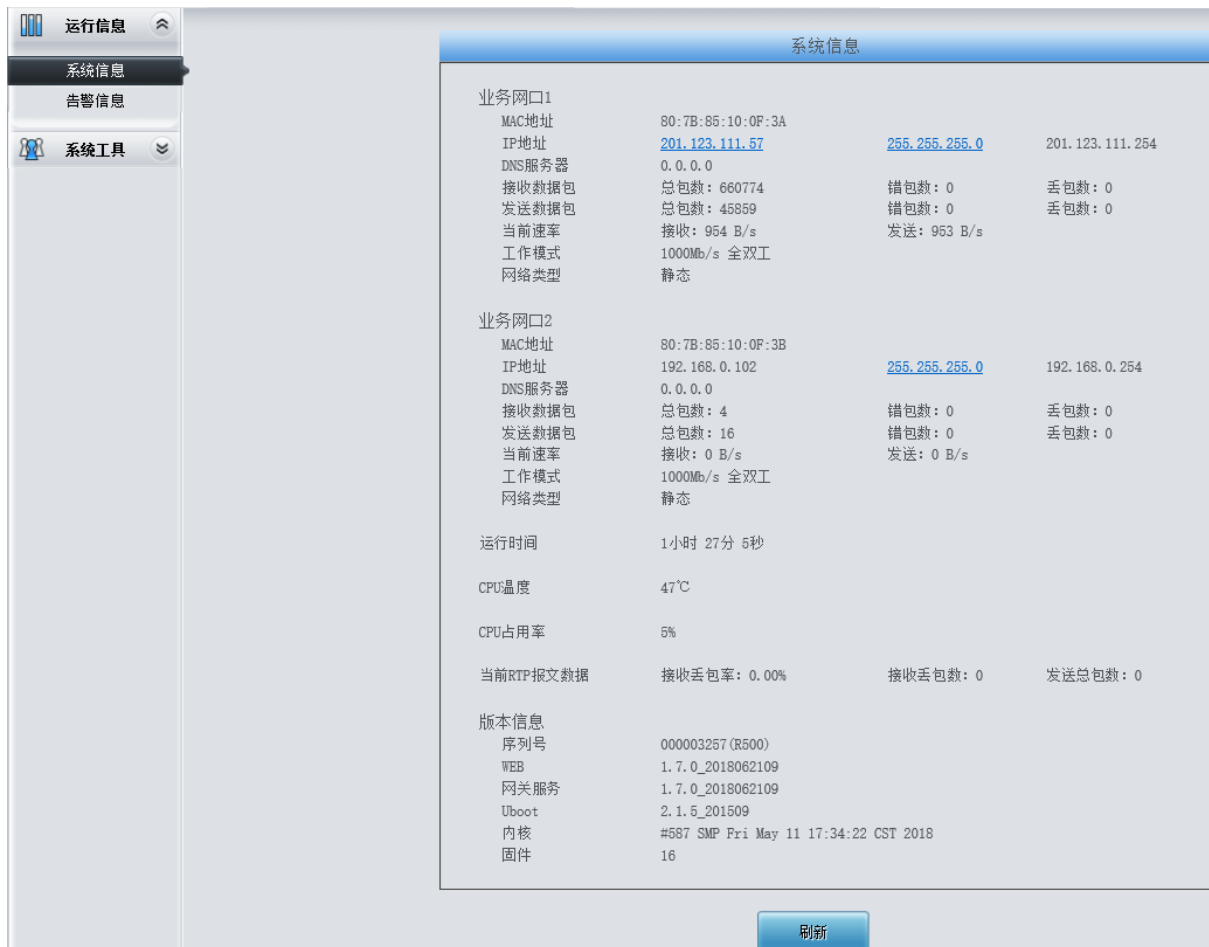 运行信息
系统信息
告警信息
系统工具
系统信息
业务网口1
MAC地址 80:7B:85:10:0F:3A
IP地址 201.123.111.57 255.255.255.0 201.123.111.254
DNS服务器 0.0.0.0
接收数据包 总包数: 660774 错包数: 0 丢包数: 0
发送数据包 总包数: 45859 错包数: 0 丢包数: 0
当前速率 接收: 954 B/s 发送: 953 B/s
工作模式 1000Mb/s 全双工
网络类型 静态
业务网口2
MAC地址 80:7B:85:10:0F:3B
IP地址 192.168.0.102 255.255.255.0 192.168.0.254
DNS服务器 0.0.0.0
接收数据包 总包数: 4 错包数: 0 丢包数: 0
发送数据包 总包数: 16 错包数: 0 丢包数: 0
当前速率 接收: 0 B/s 发送: 0 B/s
工作模式 1000Mb/s 全双工
网络类型 静态
运行时间 1小时 27分 5秒
CPU温度 47℃
CPU占用率 5%
当前RTP报文数据 接收丢包率: 0.00% 接收丢包数: 0 发送总包数: 0
版本信息
序列号 000003257(R500)
WEB 1.7.0_2018062109
网关服务 1.7.0_2018062109
Uboot 2.1.5_201509
内核 #587 SMP Fri May 11 17:34:22 CST 2018
固件 16
刷新